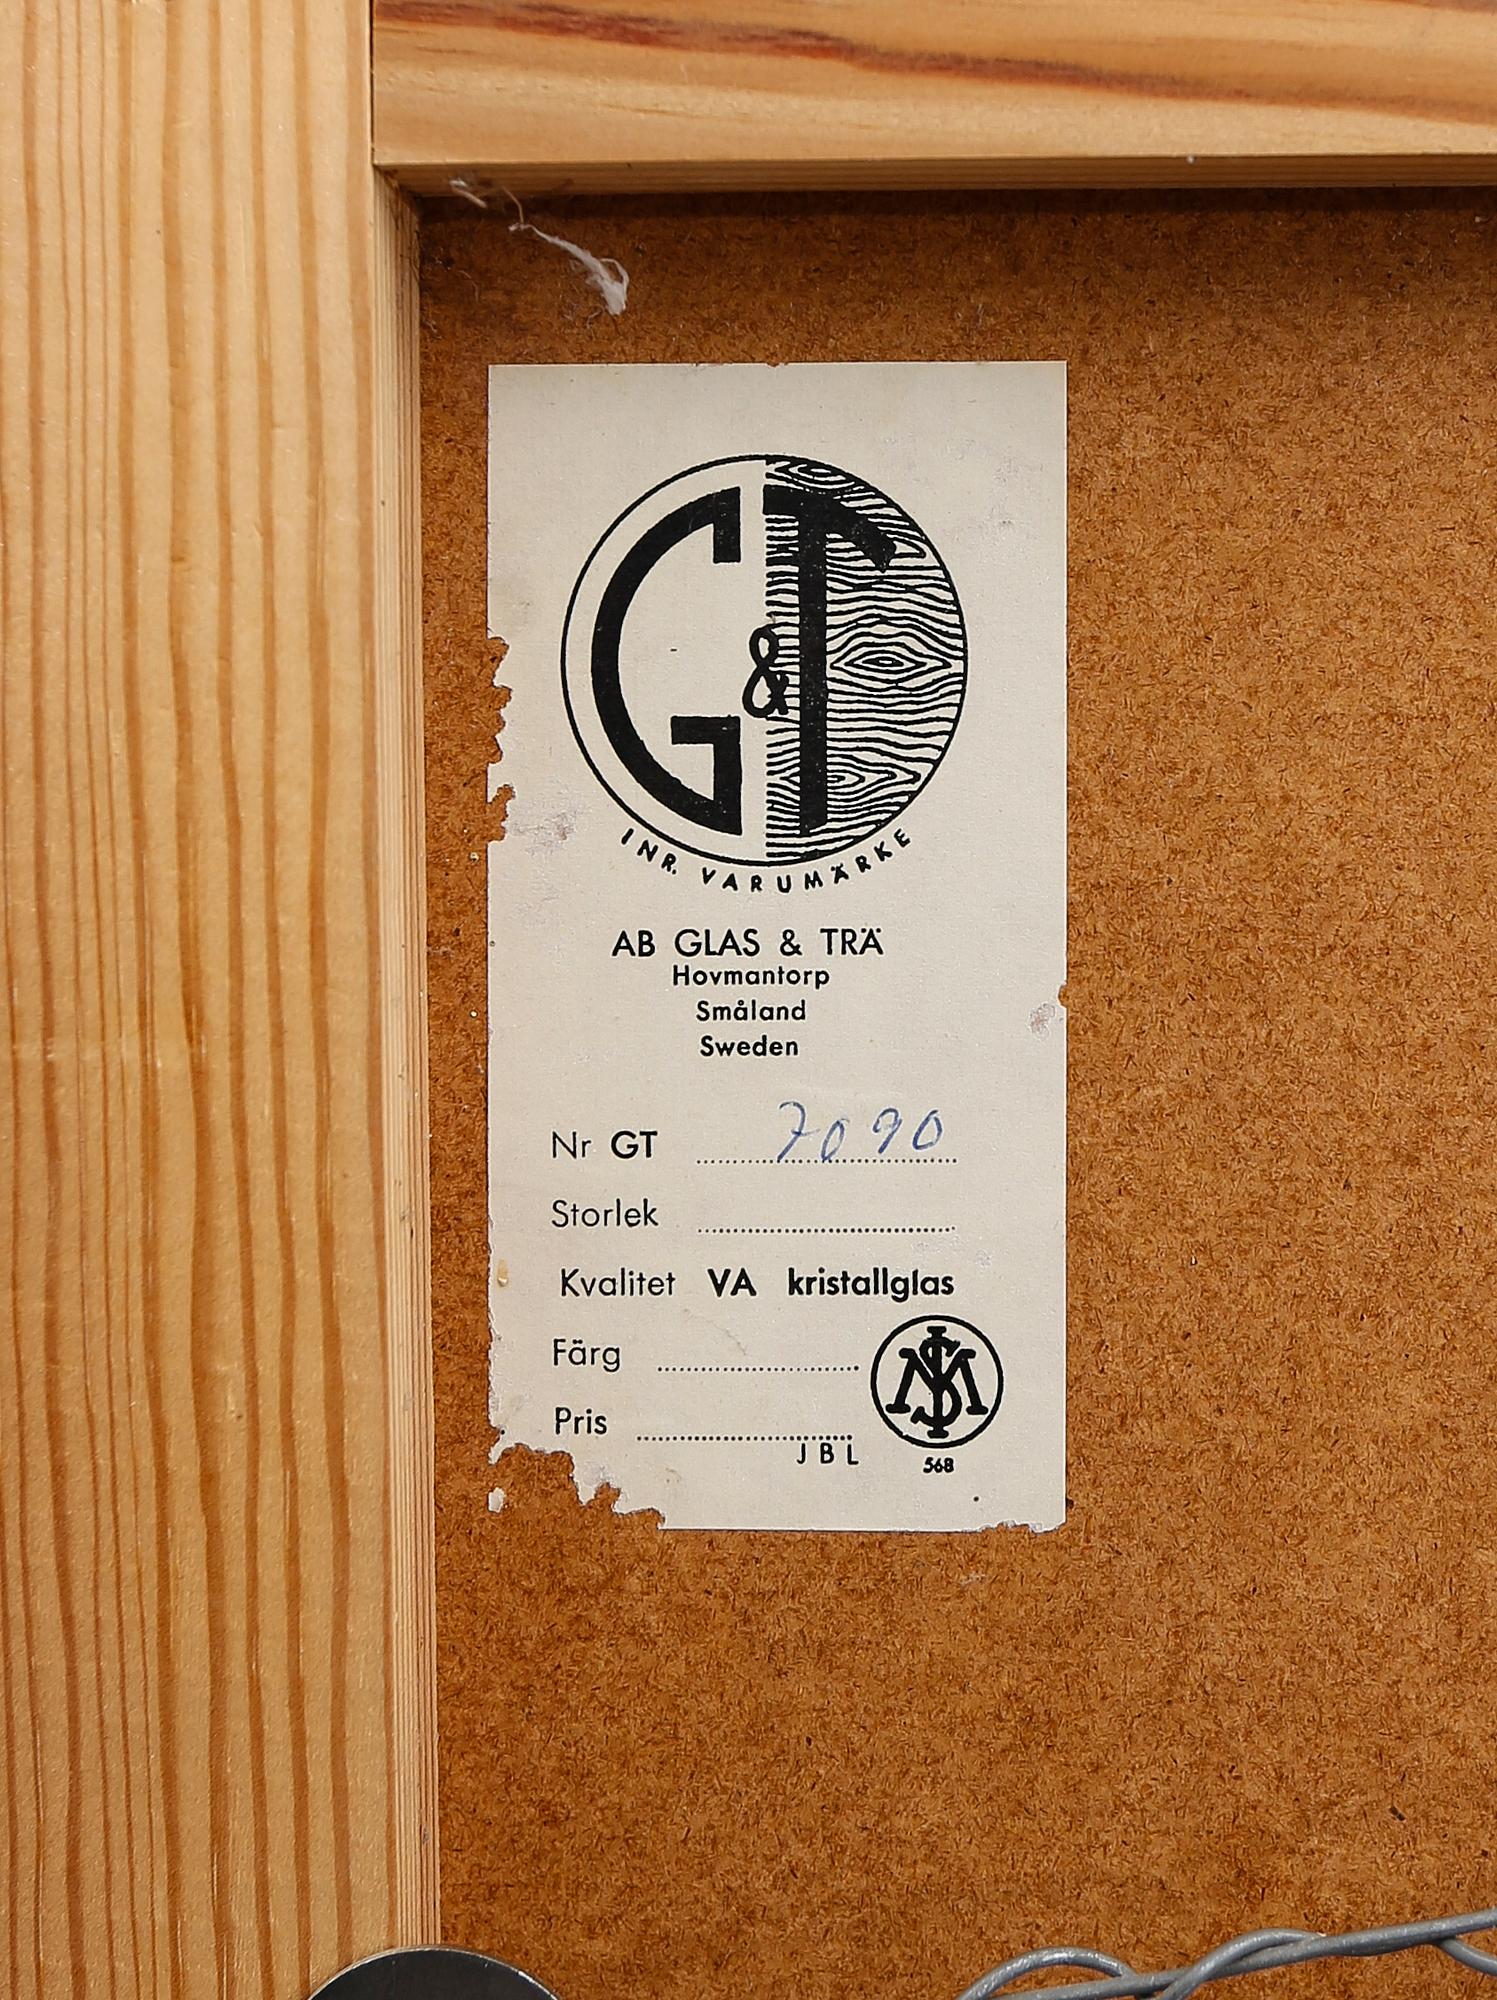 G&T
INR. VARUMÄRKE
AB GLAS & TRÄ
Hovmantorp
Småland
Sweden
Nr GT 7090
Storlek
Kvalitet VA kristallglas
Färg
Pris
JBL
SM
568